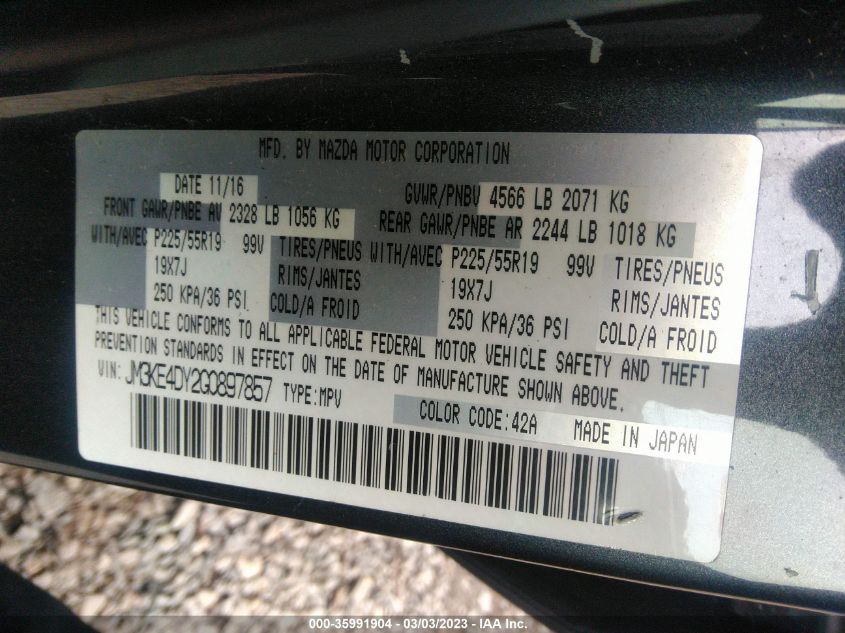 MFD. BY MAZDA MOTOR CORPORATION
DATE 11/16 GVWR/PNBV 4566 LB 2071 KG
FRONT GAWR/PNBE AV 2328 LB 1056 KG REAR GAWR/PNBE AR 2244 LB 1018 KG
WITH/AVEC P225/55R19 99V TIRES/PNEUS WITH/AVEC P225/55R19 99V TIRES/PNEUS
19X7J RIMS/JANTES 19X7J RIMS/JANTES
250 KPA/36 PSI COLD/A FROID 250 KPA/36 PSI COLD/A FROID
THIS VEHICLE CONFORMS TO ALL APPLICABLE FEDERAL MOTOR VEHICLE SAFETY AND THEFT
PREVENTION STANDARDS IN EFFECT ON THE DATE OF MANUFACTURE SHOWN ABOVE.
VIN: JM3KE4DY2G0897857 TYPE:MPV
COLOR CODE:42A MADE IN JAPAN
000-35991904 - 03/03/2023 - IAA Inc.